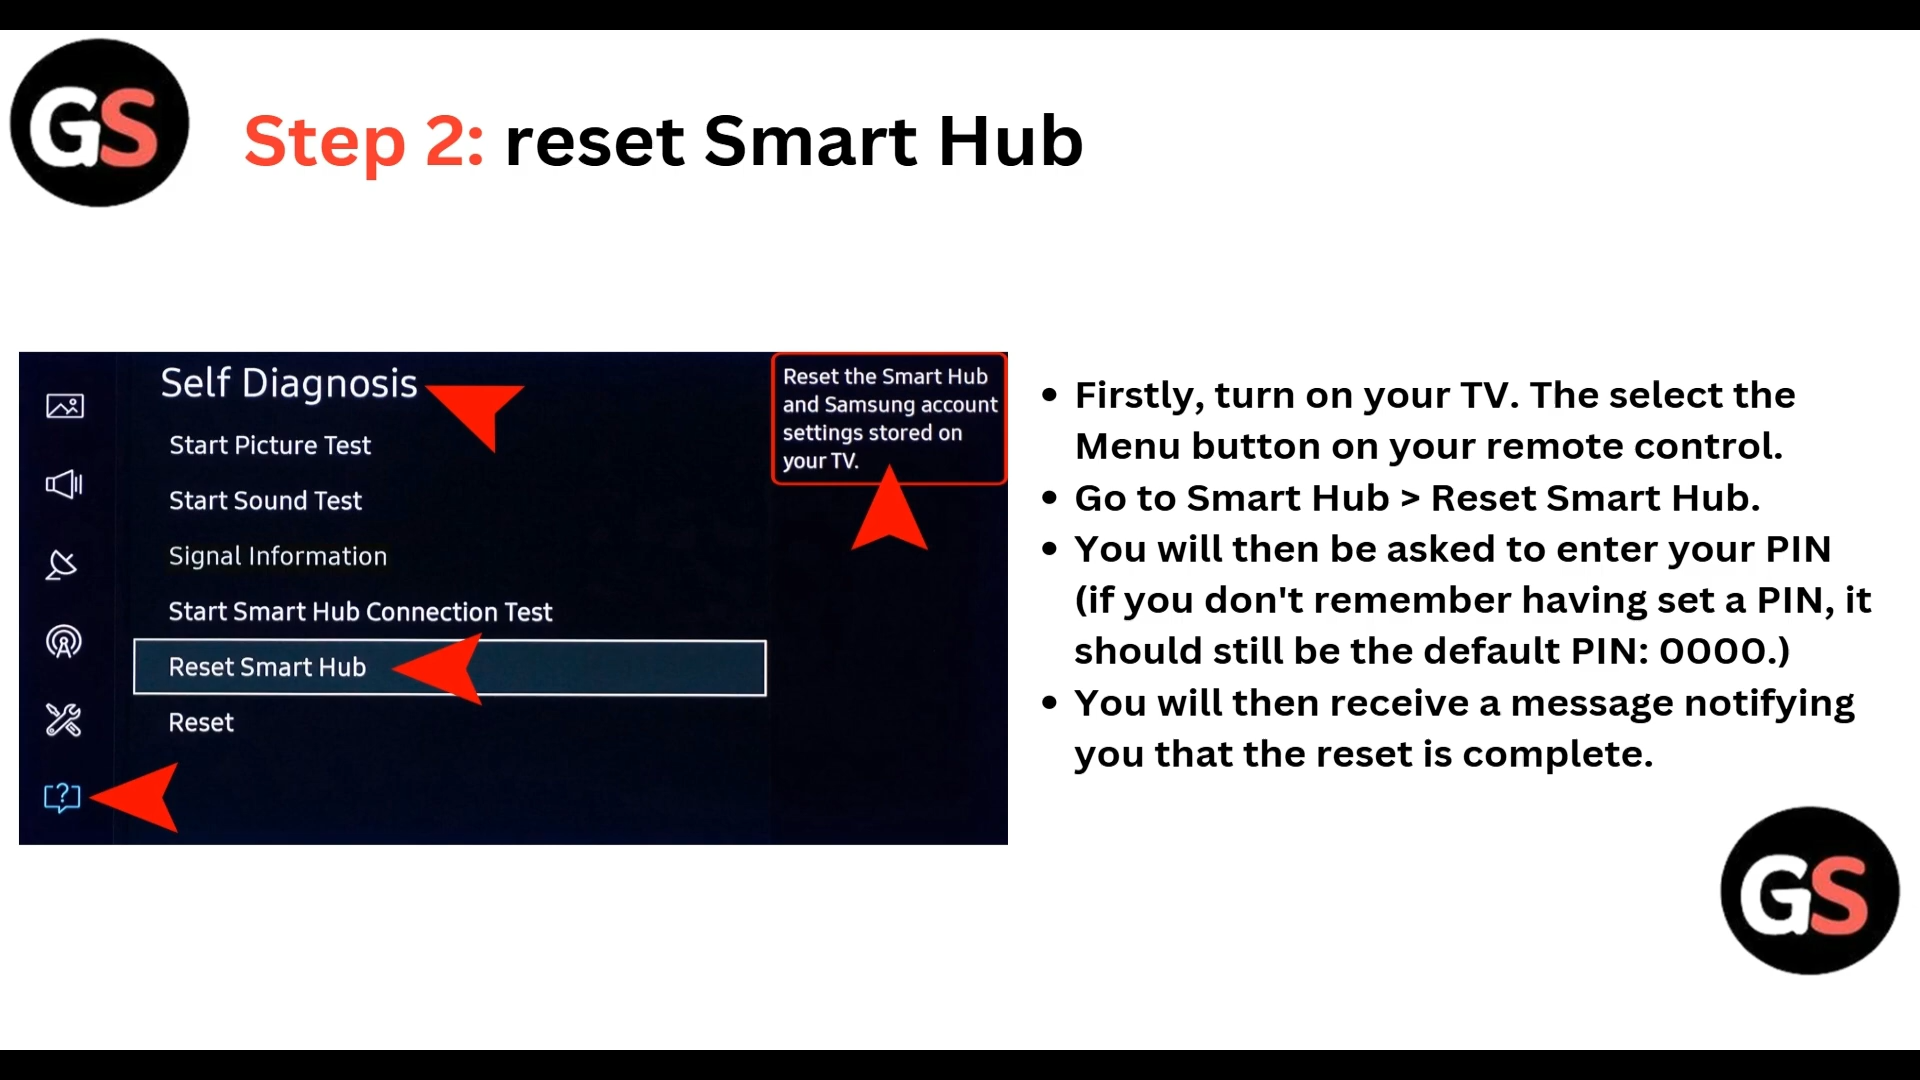 GS
Step 2: reset Smart Hub
Self Diagnosis
Start Picture Test
Start Sound Test
Signal Information
Start Smart Hub Connection Test
Reset Smart Hub
Reset
Reset the Smart Hub
and Samsung account
settings stored on
your TV.
• Firstly, turn on your TV. The select the
Menu button on your remote control.
• Go to Smart Hub > Reset Smart Hub.
• You will then be asked to enter your PIN
(if you don't remember having set a PIN, it
should still be the default PIN: 0000.)
• You will then receive a message notifying
you that the reset is complete.
GS